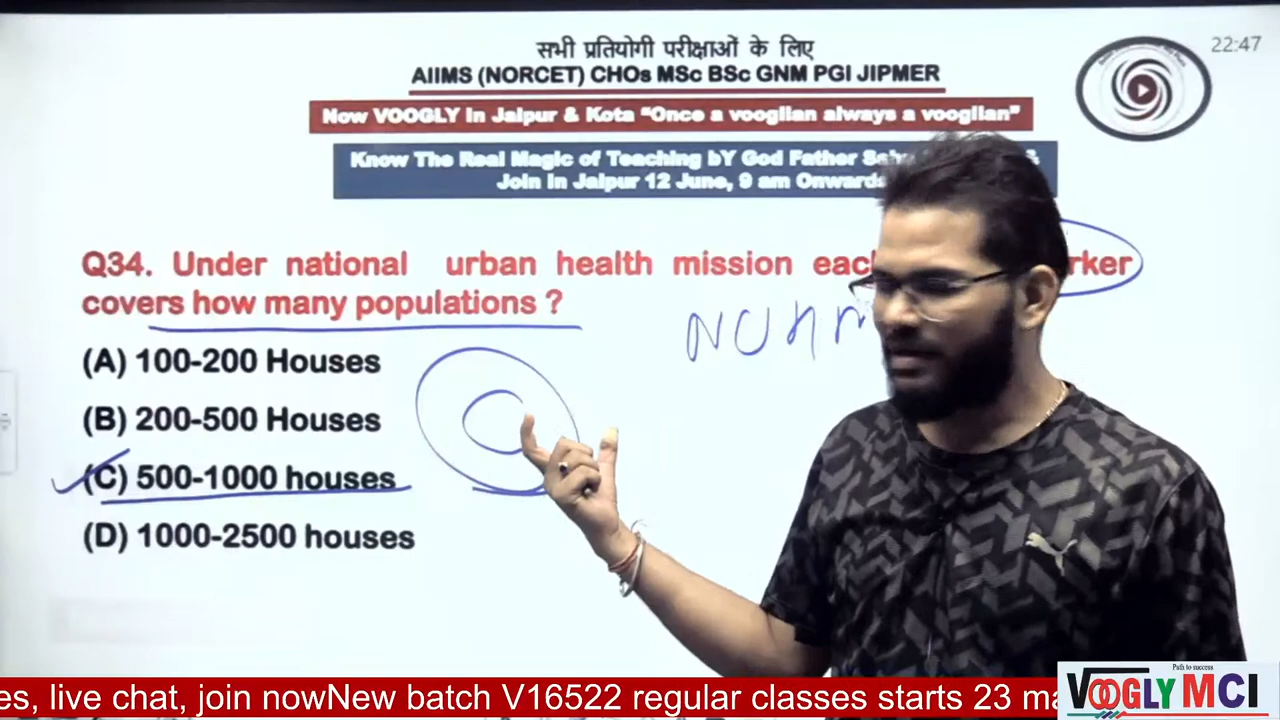 सभी प्रतियोगी परीक्षाओं के लिए
AIIMS (NORCET) CHOs MSc BSc GNM PGI JIPMER
22:47
Now VOOGLY in Jaipur & Kota “Once a vooglian always a vooglian”
Know The Real Magic of Teaching bY God Father &
Join in Jaipur 12 June, 9 am Onwards
Q34. Under national urban health mission
covers how many populations ?
(A) 100-200 Houses
(B) 200-500 Houses
(C) 500-1000 houses
(D) 1000-2500 houses
es, live chat, join nowNew batch V16522 regular classes starts 23
Path to success
VOOGLY MCI